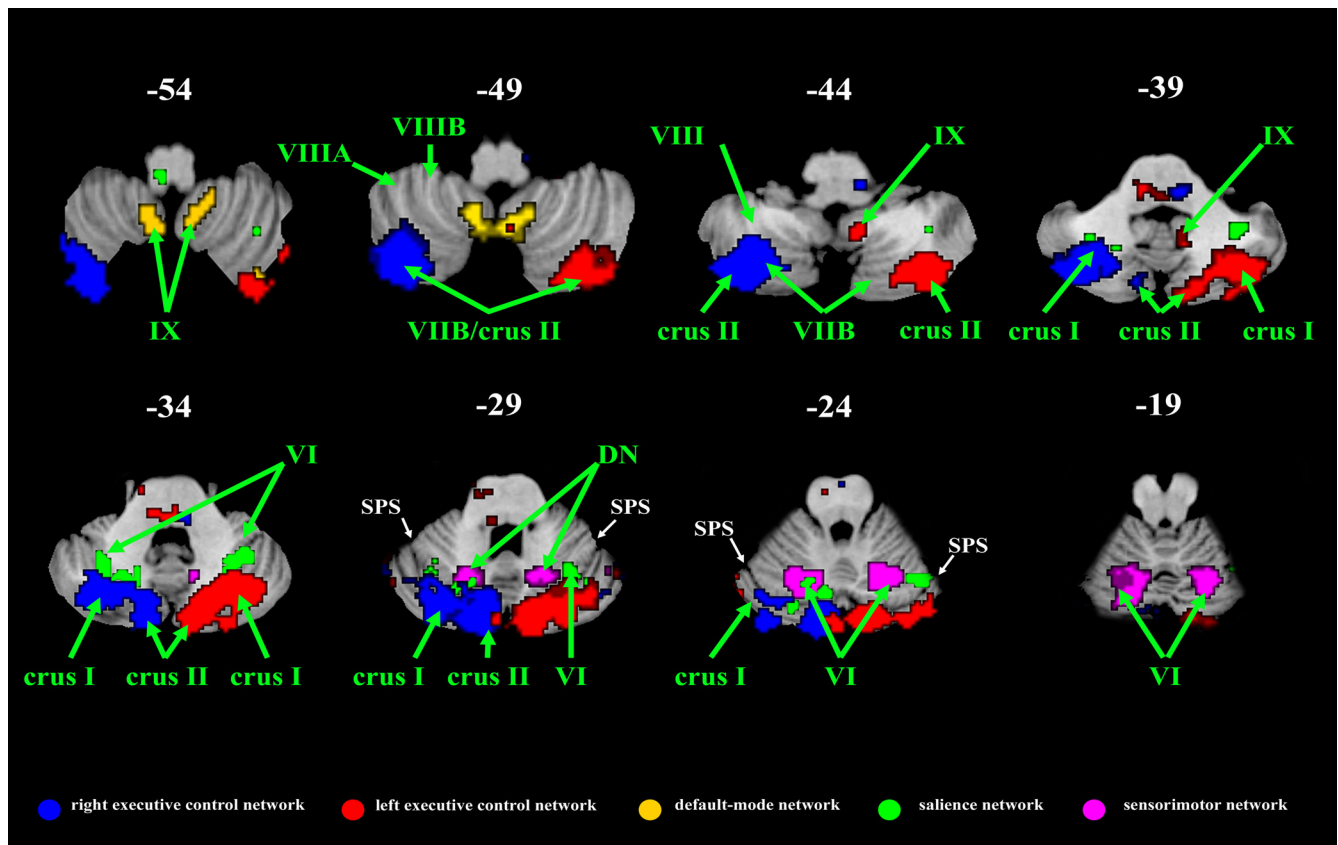 -54
-49
-44
-39
VIIIB
VIIIA
VIII
IX
IX
IX
VIIB/crus II
crus II
VIIB
crus II
crus I
crus II
crus I
-34
-29
-24
-19
VI
DN
SPS
SPS
SPS
SPS
crus I
crus II
crus I
crus I
crus II
VI
crus I
VI
VI
right executive control network
left executive control network
default-mode network
salience network
sensorimotor network